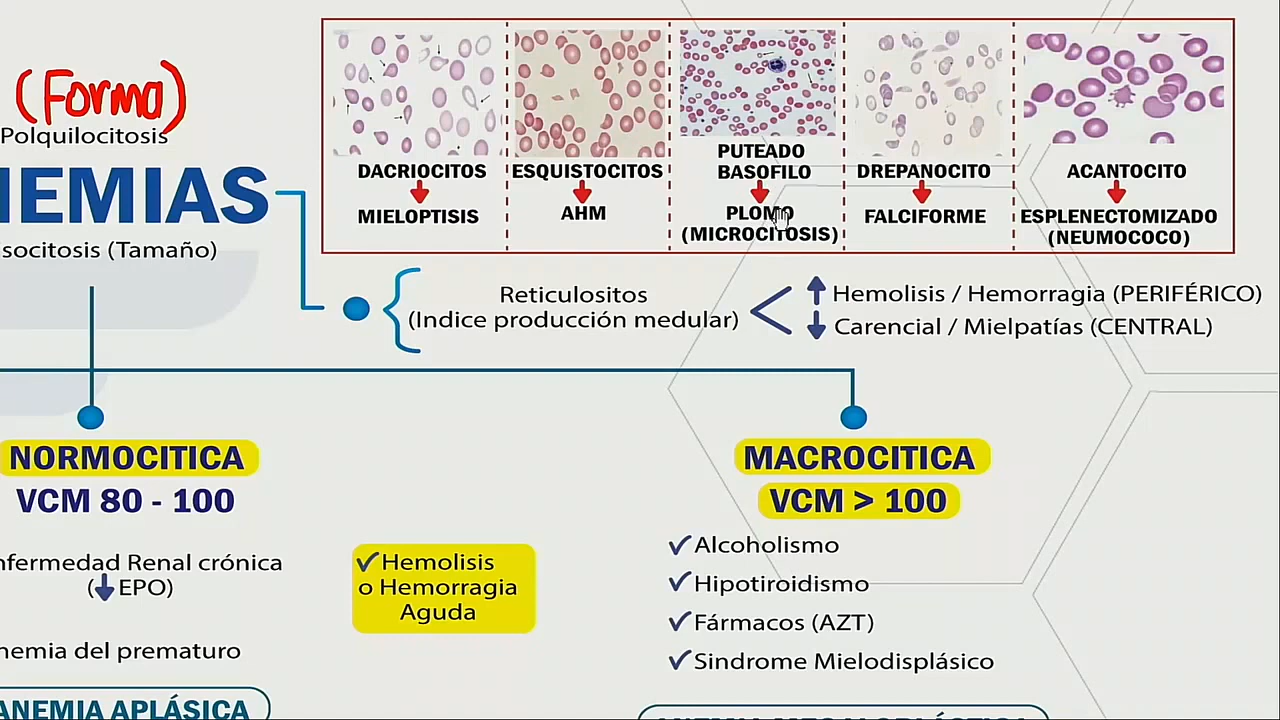 (Forma)
Polquilocitosis
EMIAS
socitosis (Tamaño)
DACRIOCITOS
MIELOPTISIS
ESQUISTOCITOS
AHM
PUTEADO
BASOFILO
PLOMO
(MICROCITOSIS)
DREPANOCITO
FALCIFORME
ACANTOCITO
ESPLENECTOMIZADO
(NEUMOCOCO)
Reticulositos
(Indice producción medular)
Hemolisis / Hemorragia (PERIFÉRICO)
Carencial / Mielpatías (CENTRAL)
NORMOCITICA
VCM 80 - 100
nfermedad Renal crónica
(↓EPO)
nemia del prematuro
ANEMIA APLÁSICA
✓Hemolisis
o Hemorragia
Aguda
MACROCITICA
VCM > 100
✓Alcoholismo
✓Hipotiroidismo
✓Fármacos (AZT)
✓Sindrome Mielodisplásico